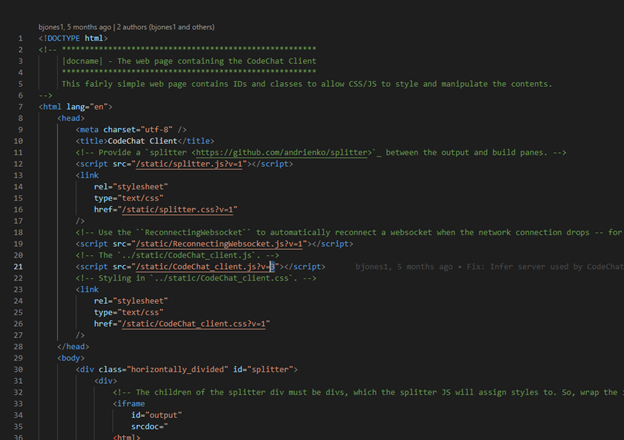 bjones1, 5 months ago | 2 authors (bjones1 and others)
1 <!DOCTYPE html>
2 <!-- *******************************************************
3 |docname| - The web page containing the CodeChat Client
4 *******************************************************
5 This fairly simple web page contains IDs and classes to allow CSS/JS to style and manipulate the contents.
6 -->
7 <html lang="en">
8 <head>
9 <meta charset="utf-8" />
10 <title>CodeChat Client</title>
11 <!-- Provide a `splitter <https://github.com/andrienko/splitter>`_ between the output and build panes. -->
12 <script src="/static/splitter.js?v=1"></script>
13 <link
14 rel="stylesheet"
15 type="text/css"
16 href="/static/splitter.css?v=1"
17 />
18 <!-- Use the ``ReconnectingWebsocket`` to automatically reconnect a websocket when the network connection drops -- for
19 <script src="/static/ReconnectingWebsocket.js?v=1"></script>
20 <!-- The `../static/CodeChat_client.js`. -->
21 <script src="/static/CodeChat_client.js?v= "></script> bjones1, 5 months ago • Fix: Infer server used by CodeChat
22 <!-- Styling in `../static/CodeChat_client.css`. -->
23 <link
24 rel="stylesheet"
25 type="text/css"
26 href="/static/CodeChat_client.css?v=1"
27 />
28 </head>
29 <body>
30 <div class="horizontally_divided" id="splitter">
31 <div>
32 <!-- The children of the splitter div must be divs, which the splitter JS will assign styles to. So, wrap the
33 <iframe
34 id="output"
35 srcdoc="
36 <html>